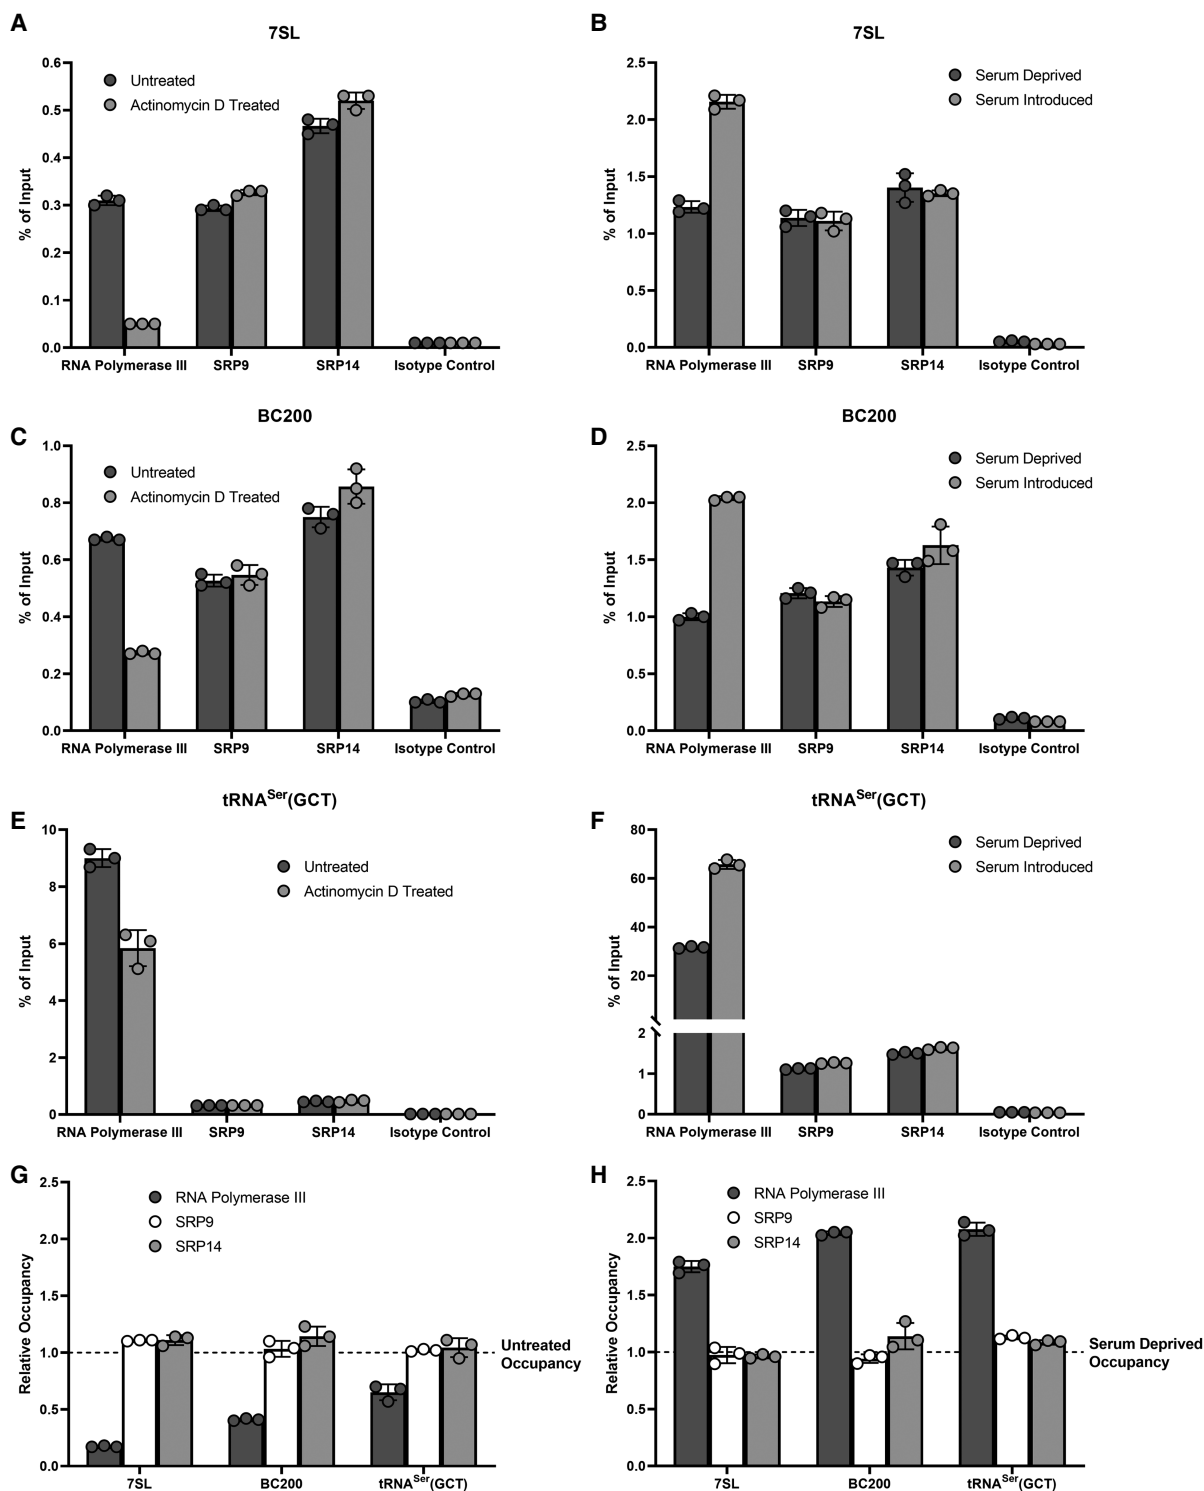 A
7SL
0.6
0.5
0.4
0.3
0.2
0.1
0.0
% of Input
Untreated
Actinomycin D Treated
RNA Polymerase III SRP9 SRP14 Isotype Control
B
7SL
2.5
2.0
1.5
1.0
0.5
0.0
% of Input
Serum Deprived
Serum Introduced
RNA Polymerase III SRP9 SRP14 Isotype Control
C
BC200
1.0
0.8
0.6
0.4
0.2
0.0
% of Input
Untreated
Actinomycin D Treated
RNA Polymerase III SRP9 SRP14 Isotype Control
D
BC200
2.5
2.0
1.5
1.0
0.5
0.0
% of Input
Serum Deprived
Serum Introduced
RNA Polymerase III SRP9 SRP14 Isotype Control
E
tRNASer(GCT)
10
8
6
4
2
0
% of Input
Untreated
Actinomycin D Treated
RNA Polymerase III SRP9 SRP14 Isotype Control
F
tRNASer(GCT)
80
60
40
20
2
1
0
% of Input
Serum Deprived
Serum Introduced
RNA Polymerase III SRP9 SRP14 Isotype Control
G
2.5
2.0
1.5
1.0
0.5
0.0
Relative Occupancy
RNA Polymerase III
SRP9
SRP14
Untreated
Occupancy
7SL BC200 tRNASer(GCT)
H
2.5
2.0
1.5
1.0
0.5
0.0
Relative Occupancy
RNA Polymerase III
SRP9
SRP14
Serum Deprived
Occupancy
7SL BC200 tRNASer(GCT)